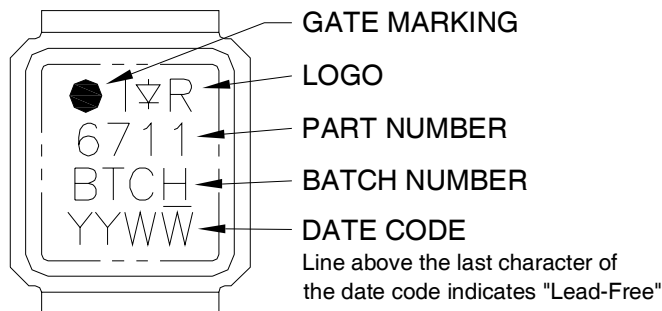 GATE MARKING
I R
LOGO
6711
PART NUMBER
BTCH
BATCH NUMBER
YYWW̅
DATE CODE
Line above the last character of
the date code indicates "Lead-Free"